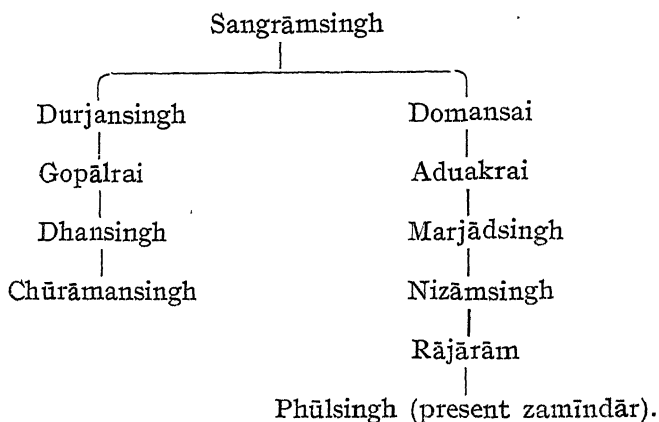 Sangrāmsingh
Durjansingh Domansai
Gopālrai Aduakrai
Dhansingh Marjādsingh
Chūrāmansingh Nizāmsingh
Rājārām
Phūlsingh (present zamīndār).